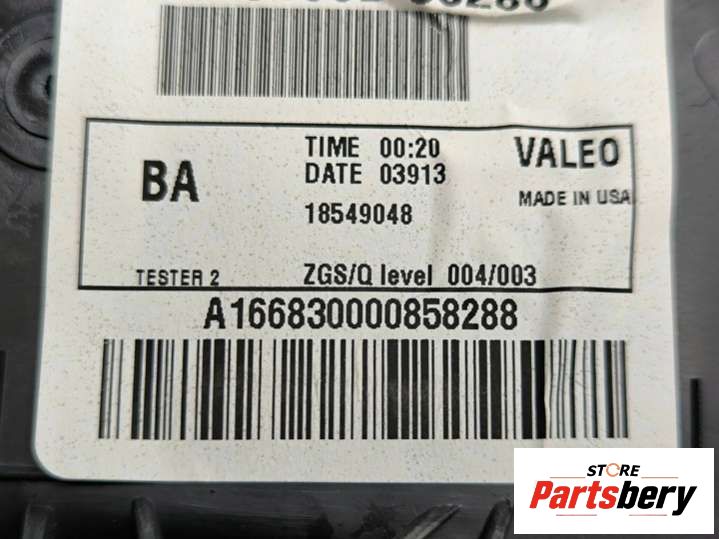 BA
TIME 00:20
DATE 03913
18549048
VALEO
MADE IN USA
TESTER 2
ZGS/Q level 004/003
A166830000858288
STORE
Partsbery